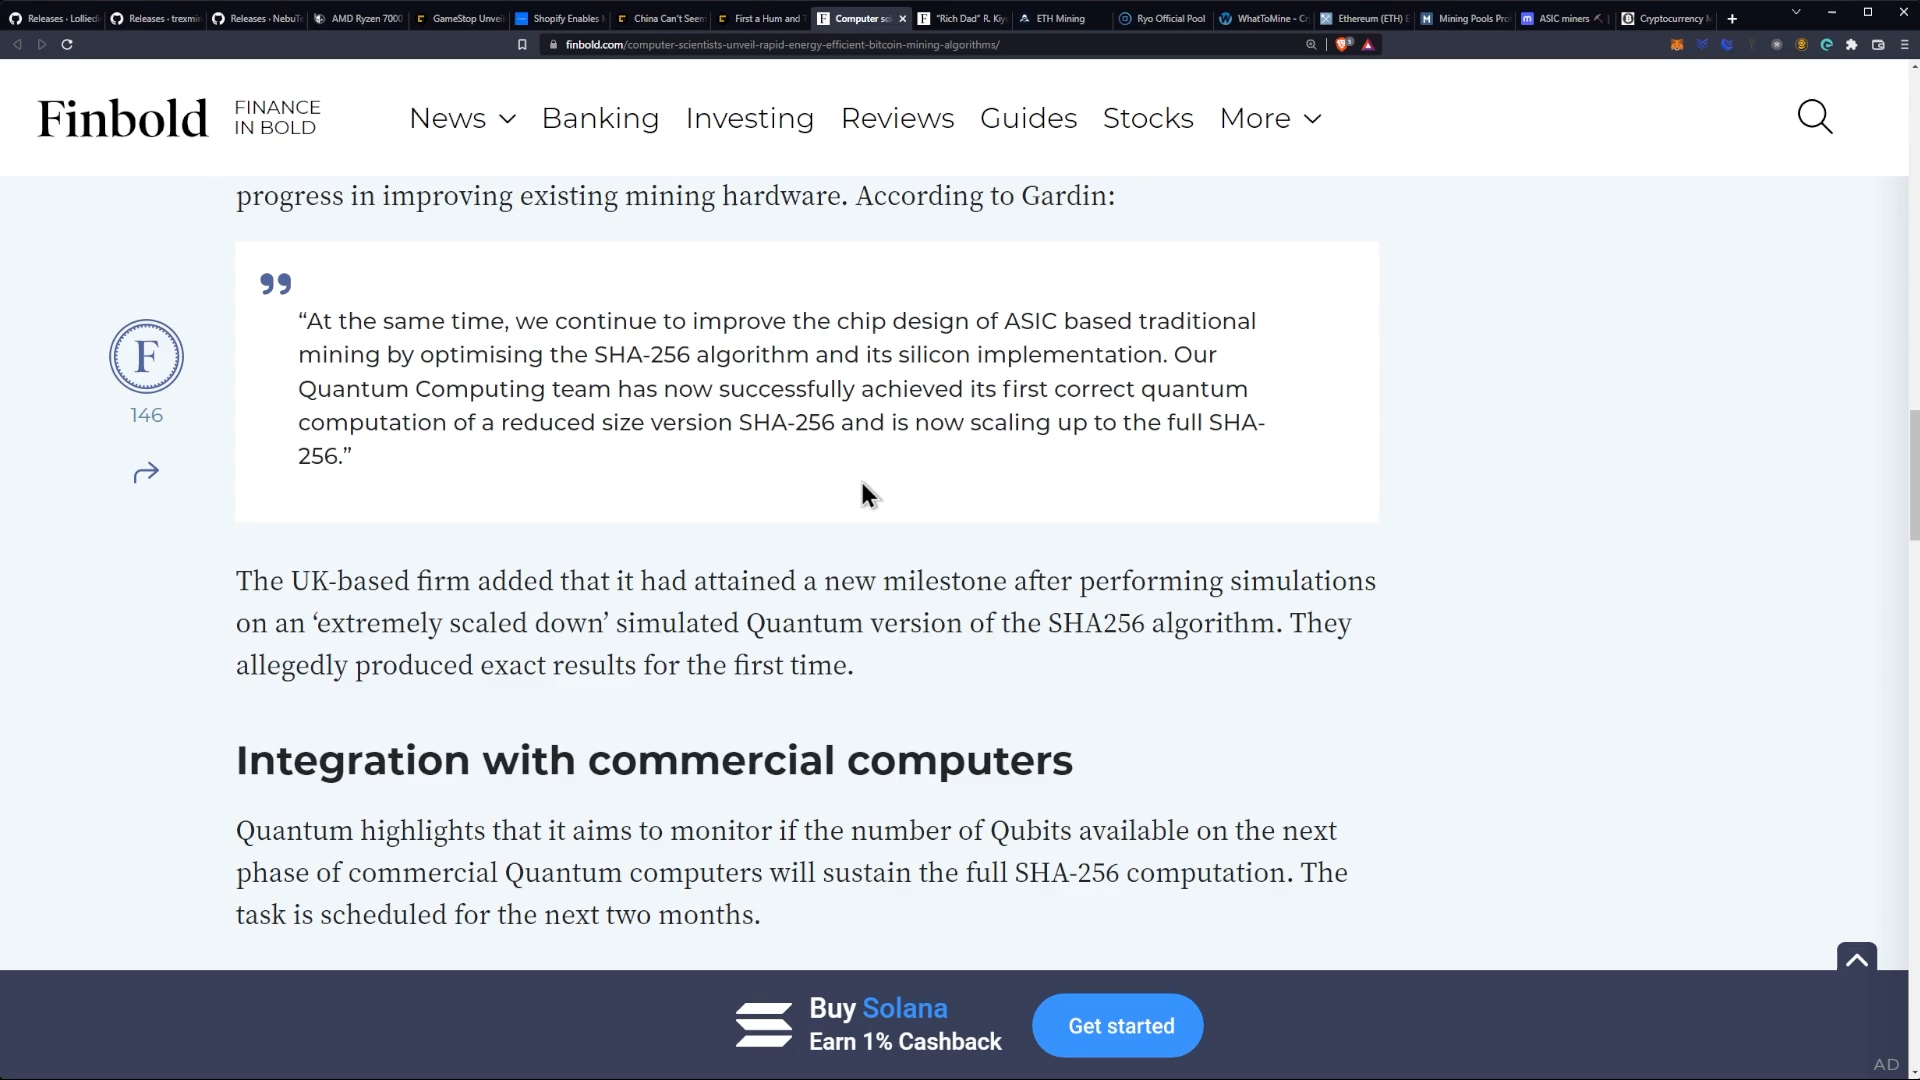 Releases · Lolliedi
Releases · trexmin
Releases · NebuTe
AMD Ryzen 7000
GameStop Unvei
Shopify Enables
China Can't Seem
First a Hum and
Computer sc
"Rich Dad" R. Kiy
ETH Mining
Ryo Official Pool
WhatToMine - Cr
Ethereum (ETH) E
Mining Pools Pro
ASIC miners
Cryptocurrency
finbold.com/computer-scientists-unveil-rapid-energy-efficient-bitcoin-mining-algorithms/
Finbold
FINANCE
IN BOLD
News
Banking
Investing
Reviews
Guides
Stocks
More
progress in improving existing mining hardware. According to Gardin:
“At the same time, we continue to improve the chip design of ASIC based traditional
mining by optimising the SHA-256 algorithm and its silicon implementation. Our
Quantum Computing team has now successfully achieved its first correct quantum
computation of a reduced size version SHA-256 and is now scaling up to the full SHA-
256.”
F
146
The UK-based firm added that it had attained a new milestone after performing simulations
on an ‘extremely scaled down’ simulated Quantum version of the SHA256 algorithm. They
allegedly produced exact results for the first time.
Integration with commercial computers
Quantum highlights that it aims to monitor if the number of Qubits available on the next
phase of commercial Quantum computers will sustain the full SHA-256 computation. The
task is scheduled for the next two months.
Buy Solana
Earn 1% Cashback
Get started
AD